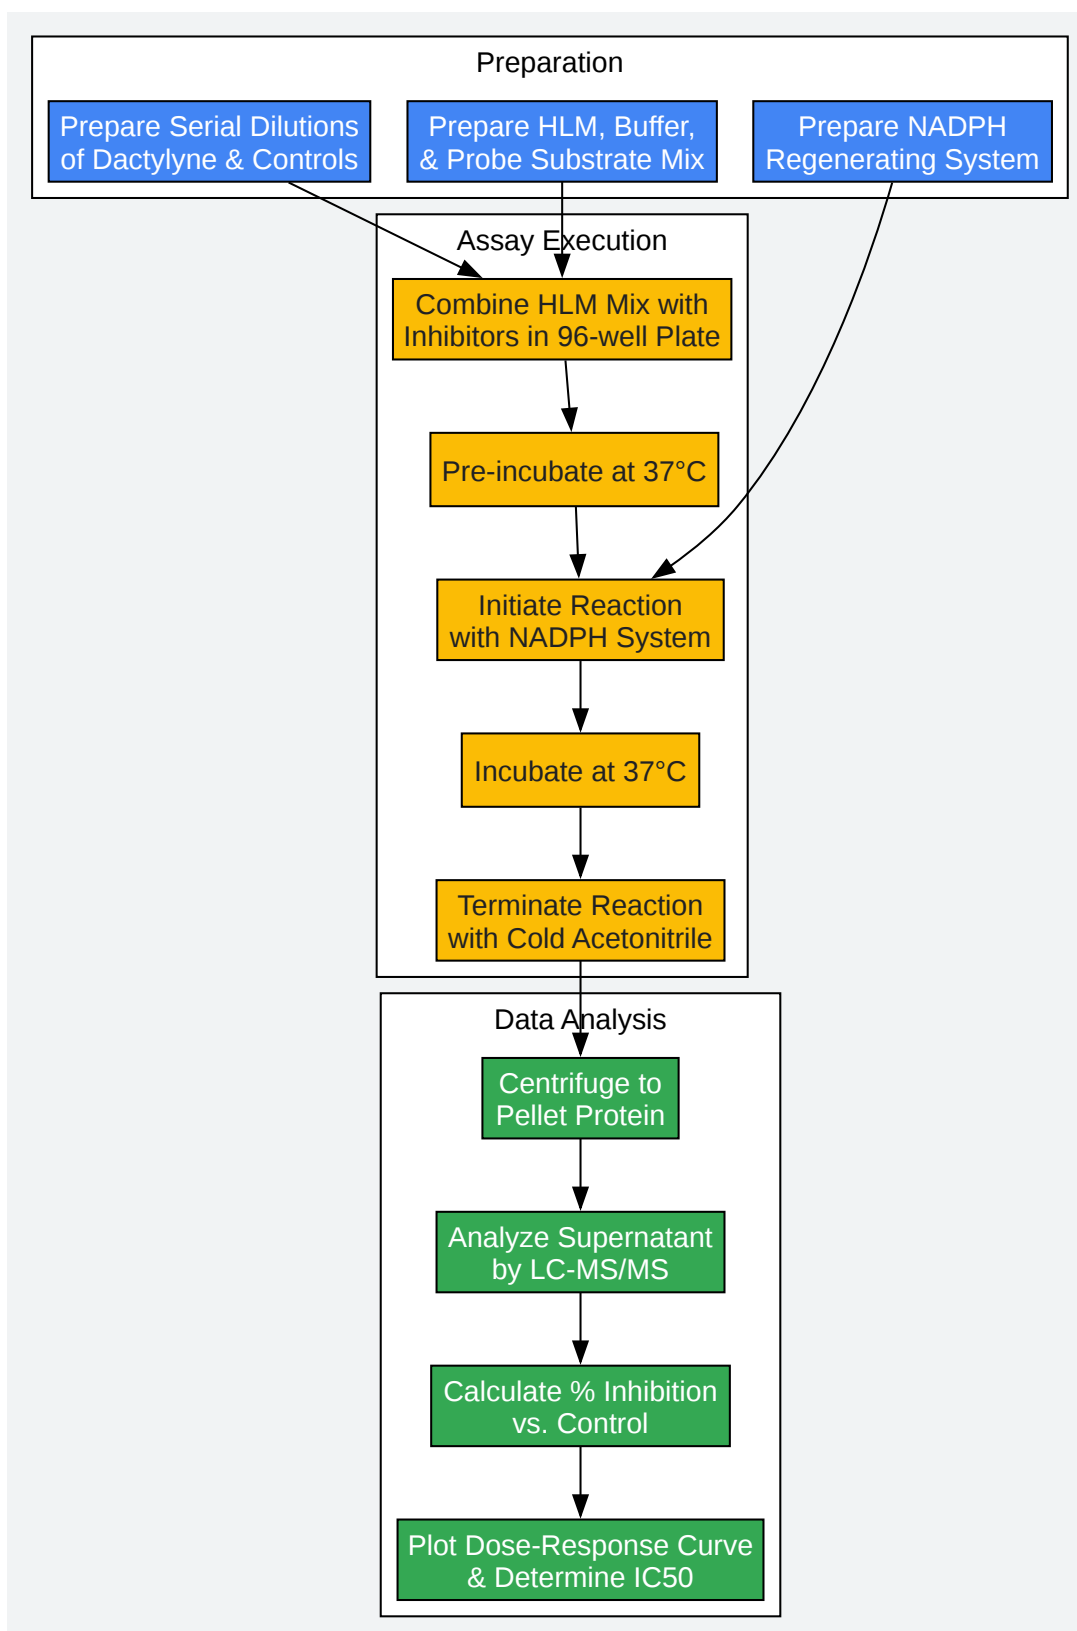 Preparation
Prepare Serial Dilutions
of Dactylyne & Controls
Prepare HLM, Buffer,
& Probe Substrate Mix
Prepare NADPH
Regenerating System
Assay Execution
Combine HLM Mix with
Inhibitors in 96-well Plate
Pre-incubate at 37°C
Initiate Reaction
with NADPH System
Incubate at 37°C
Terminate Reaction
with Cold Acetonitrile
Data Analysis
Centrifuge to
Pellet Protein
Analyze Supernatant
by LC-MS/MS
Calculate % Inhibition
vs. Control
Plot Dose-Response Curve
& Determine IC50